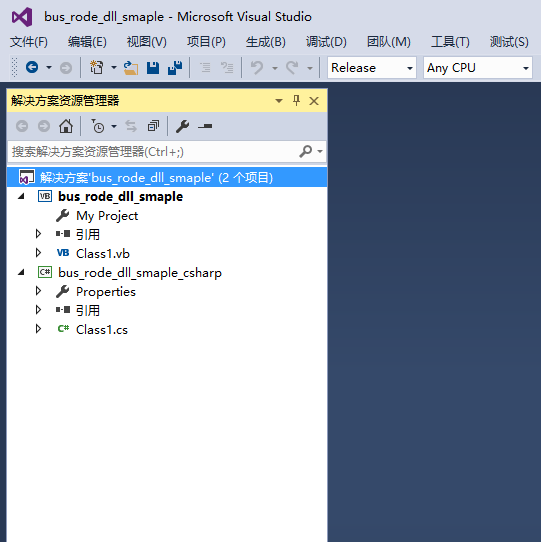 bus_rode_dll_smaple - Microsoft Visual Studio
文件(F) 编辑(E) 视图(V) 项目(P) 生成(B) 调试(D) 团队(M) 工具(T) 测试(S)
Release Any CPU
解决方案资源管理器
搜索解决方案资源管理器(Ctrl+;)
解决方案'bus_rode_dll_smaple' (2 个项目)
VB bus_rode_dll_smaple
My Project
引用
VB Class1.vb
C# bus_rode_dll_smaple_csharp
Properties
引用
C# Class1.cs